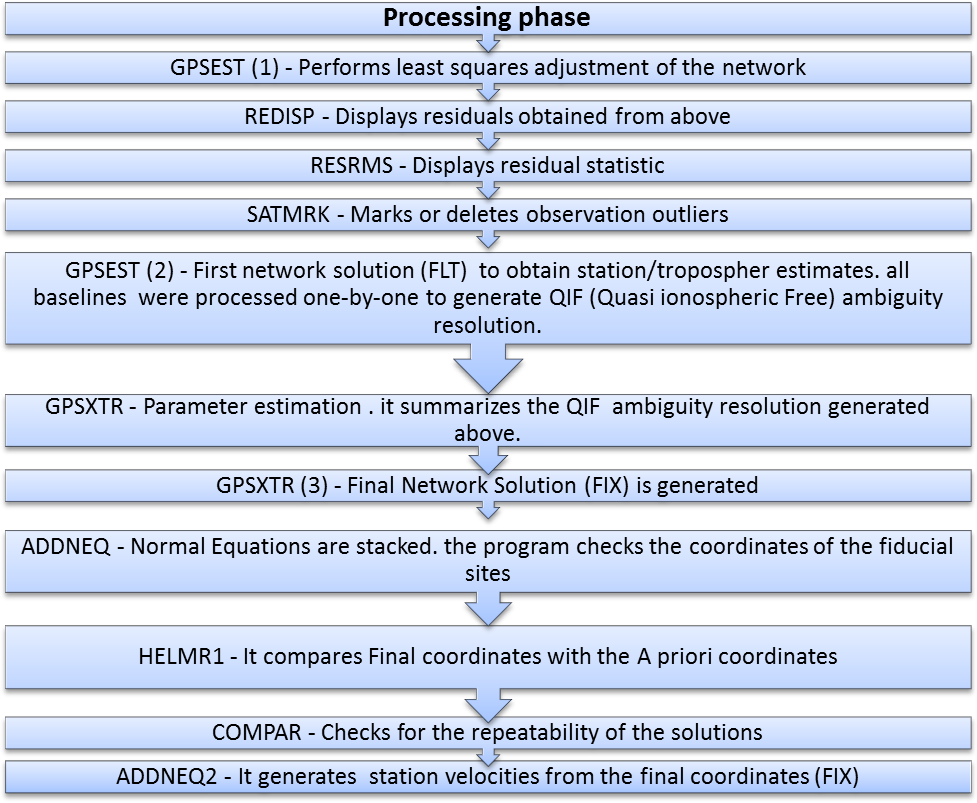 Processing phase
GPSEST (1) - Performs least squares adjustment of the network
REDISP - Displays residuals obtained from above
RESRMS - Displays residual statistic
SATMRK - Marks or deletes observation outliers
GPSEST (2) - First network solution (FLT) to obtain station/tropospher estimates. all
baselines were processed one-by-one to generate QIF (Quasi ionospheric Free) ambiguity
resolution.
GPSXTR - Parameter estimation . it summarizes the QIF ambiguity resolution generated
above.
GPSXTR (3) - Final Network Solution (FIX) is generated
ADDNEQ - Normal Equations are stacked. the program checks the coordinates of the fiducial
sites
HELMR1 - It compares Final coordinates with the A priori coordinates
COMPAR - Checks for the repeatability of the solutions
ADDNEQ2 - It generates station velocities from the final coordinates (FIX)